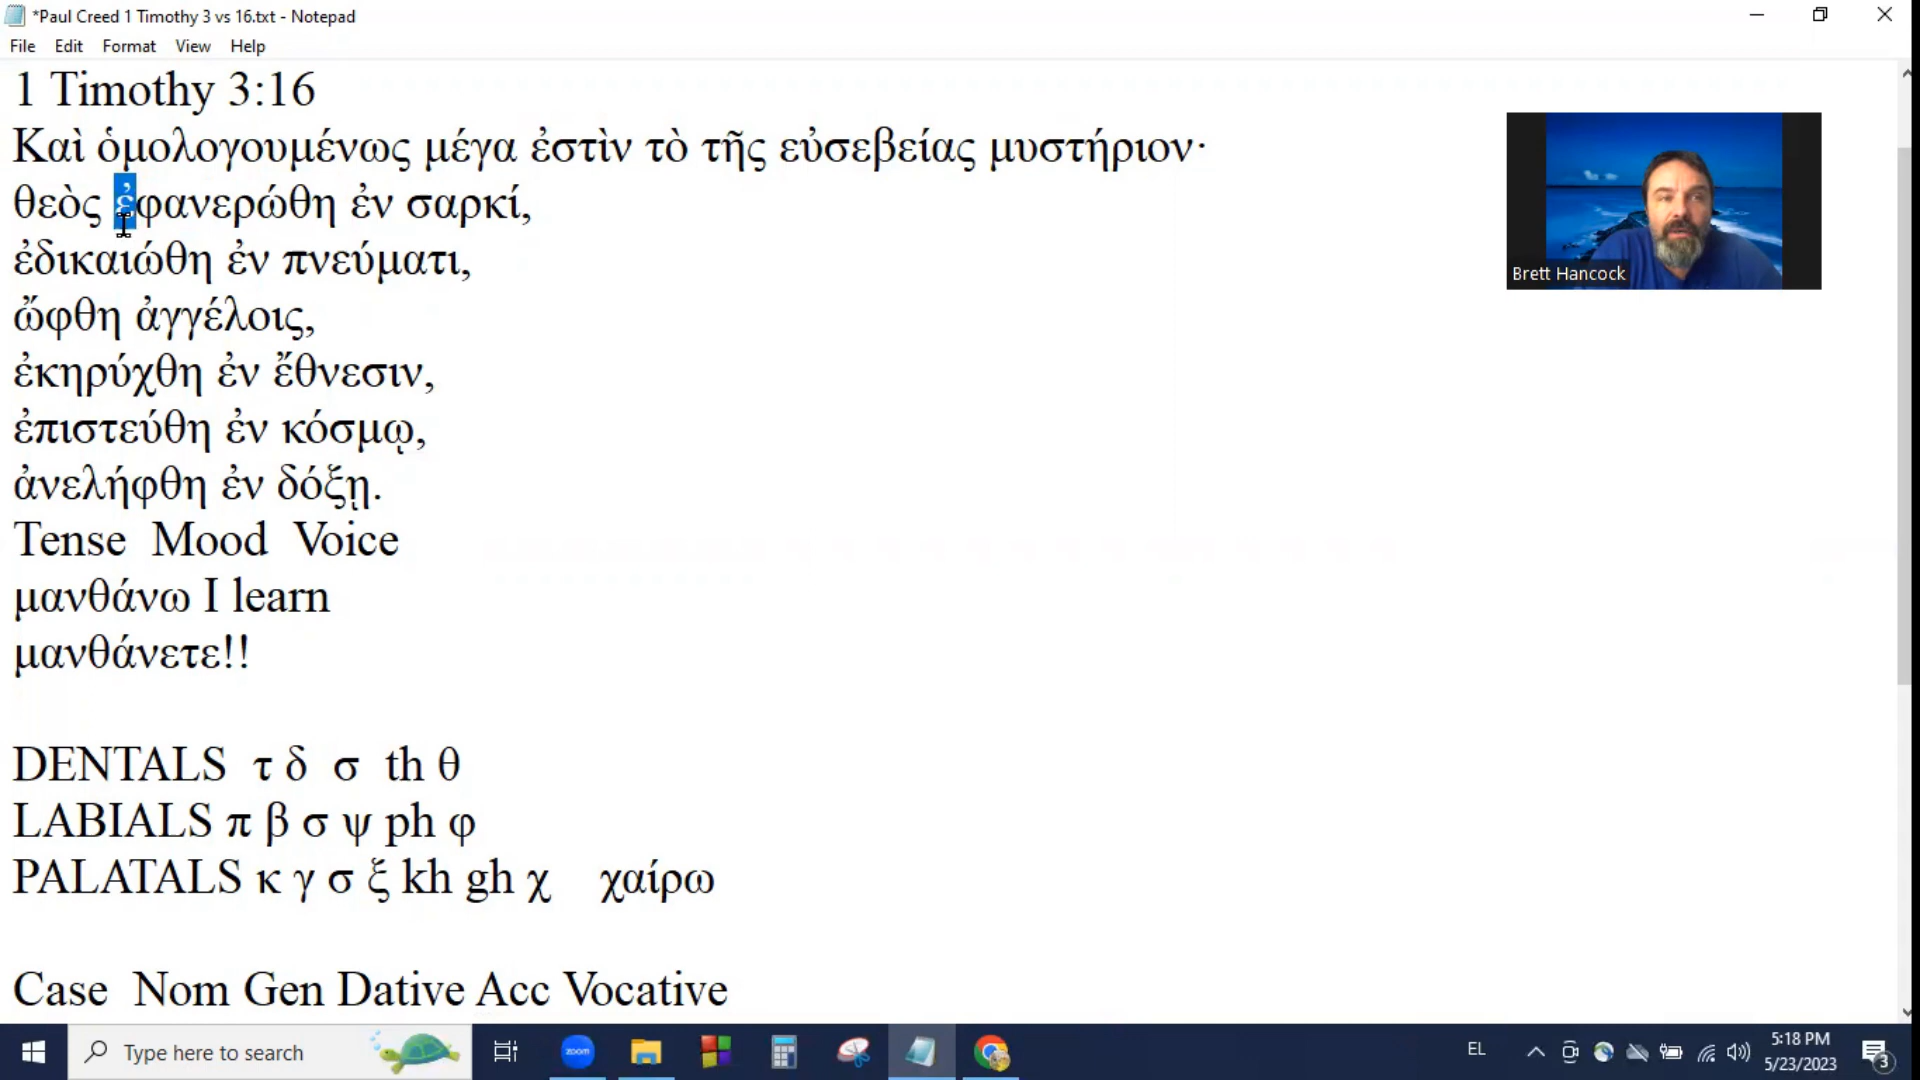 *Paul Creed 1 Timothy 3 vs 16.txt - Notepad
File Edit Format View Help
1 Timothy 3:16
Καὶ ὁμολογουμένως μέγα ἐστὶν τὸ τῆς εὐσεβείας μυστήριον·
θεὸς ἐφανερώθη ἐν σαρκί,
ἐδικαιώθη ἐν πνεύματι,
ὤφθη ἀγγέλοις,
ἐκηρύχθη ἐν ἔθνεσιν,
ἐπιστεύθη ἐν κόσμῳ,
ἀνελήφθη ἐν δόξῃ.
Tense Mood Voice
μανθάνω I learn
μανθάνετε!!
DENTALS τ δ σ th θ
LABIALS π β σ ψ ph φ
PALATALS κ γ σ ξ kh gh χ χαίρω
Case Nom Gen Dative Acc Vocative
Brett Hancock
Type here to search
zoom
EL
5:18 PM
5/23/2023
3